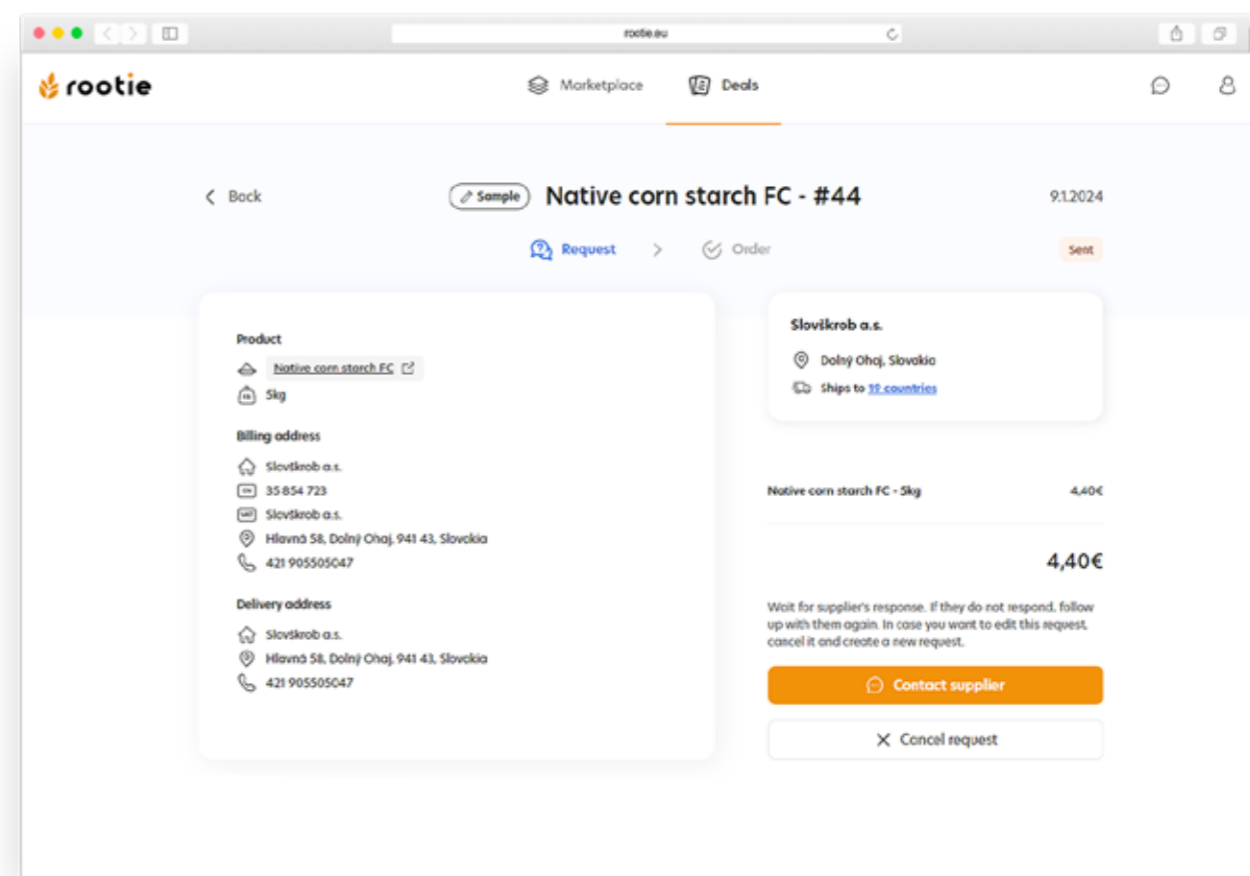 rootie.eu
rootie
Marketplace
Deals
Back
Sample
Native corn starch FC - #44
9.1.2024
Request
Order
Sent
Product
Native corn starch FC
5kg
Billing address
Slovškrob a.s.
35 854 723
Slovškrob a.s.
Hlavná 58, Dolný Ohaj, 941 43, Slovakia
421 905505047
Delivery address
Slovškrob a.s.
Hlavná 58, Dolný Ohaj, 941 43, Slovakia
421 905505047
Slovškrob a.s.
Dolný Ohaj, Slovakia
Ships to countries
Native corn starch FC - 5kg 4,40€
4,40€
Wait for supplier's response. If they do not respond, follow
up with them again. In case you want to edit this request,
cancel it and create a new request.
Contact supplier
Cancel request